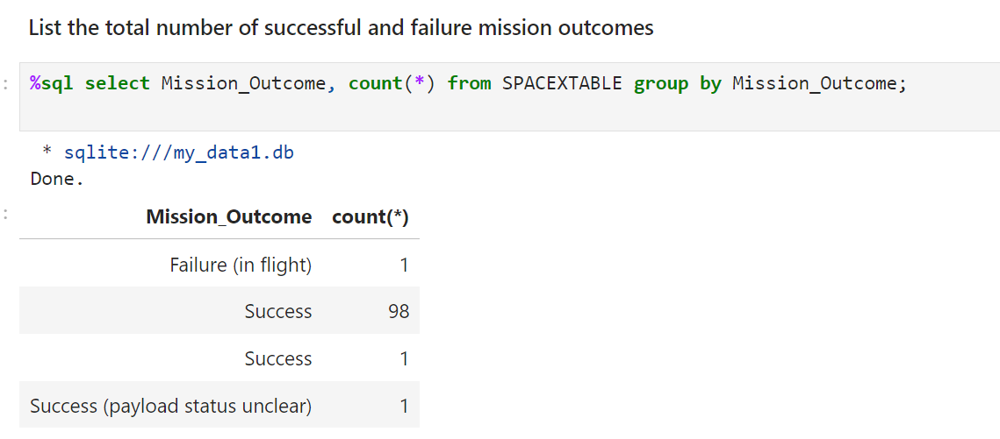 List the total number of successful and failure mission outcomes
: %sql select Mission_Outcome, count(*) from SPACEXTABLE group by Mission_Outcome;
* sqlite:///my_data1.db
Done.
:
Mission_Outcome count(*)
Failure (in flight) 1
Success 98
Success 1
Success (payload status unclear) 1